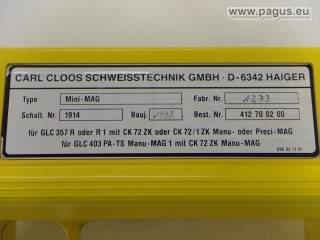 © www.pagus.eu
CARL CLOOS SCHWEISSTECHNIK GMBH · D-6342 HAIGER
Type Mini-MAG Fabr. Nr. 1273
Schalt. Nr. 1914 Bauj. Best. Nr. 412 70 02 00
für GLC 357 R oder R 1 mit CK 72 ZK oder CK 72/1 ZK Manu- oder Preci-MAG
für GLC 403 PA-TS Manu-MAG 1 mit CK 72 ZK Manu-MAG